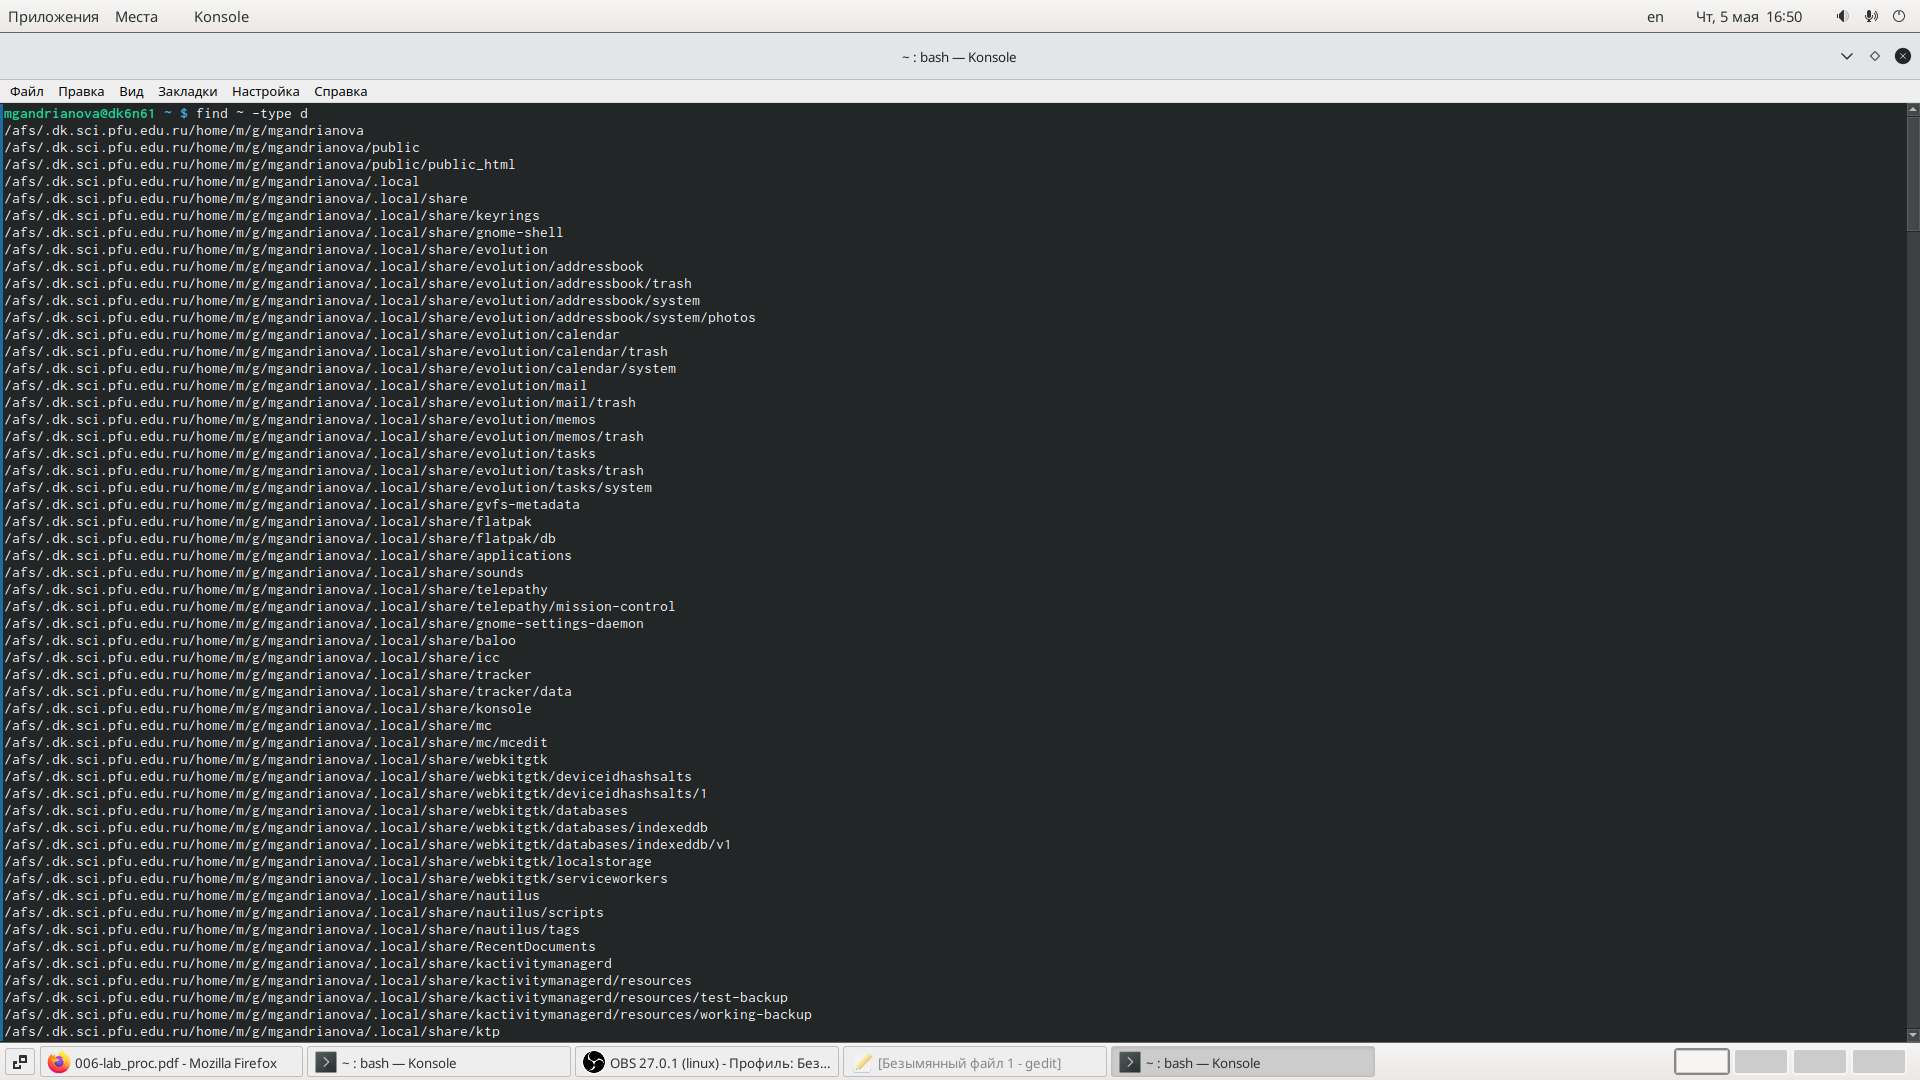 Приложения Места Konsole en Чт, 5 мая 16:50
~ : bash — Konsole
Файл Правка Вид Закладки Настройка Справка
mgandrianova@dk6n61 ~ $ find ~ -type d
/afs/.dk.sci.pfu.edu.ru/home/m/g/mgandrianova
/afs/.dk.sci.pfu.edu.ru/home/m/g/mgandrianova/public
/afs/.dk.sci.pfu.edu.ru/home/m/g/mgandrianova/public/public_html
/afs/.dk.sci.pfu.edu.ru/home/m/g/mgandrianova/.local
/afs/.dk.sci.pfu.edu.ru/home/m/g/mgandrianova/.local/share
/afs/.dk.sci.pfu.edu.ru/home/m/g/mgandrianova/.local/share/keyrings
/afs/.dk.sci.pfu.edu.ru/home/m/g/mgandrianova/.local/share/gnome-shell
/afs/.dk.sci.pfu.edu.ru/home/m/g/mgandrianova/.local/share/evolution
/afs/.dk.sci.pfu.edu.ru/home/m/g/mgandrianova/.local/share/evolution/addressbook
/afs/.dk.sci.pfu.edu.ru/home/m/g/mgandrianova/.local/share/evolution/addressbook/trash
/afs/.dk.sci.pfu.edu.ru/home/m/g/mgandrianova/.local/share/evolution/addressbook/system
/afs/.dk.sci.pfu.edu.ru/home/m/g/mgandrianova/.local/share/evolution/addressbook/system/photos
/afs/.dk.sci.pfu.edu.ru/home/m/g/mgandrianova/.local/share/evolution/calendar
/afs/.dk.sci.pfu.edu.ru/home/m/g/mgandrianova/.local/share/evolution/calendar/trash
/afs/.dk.sci.pfu.edu.ru/home/m/g/mgandrianova/.local/share/evolution/calendar/system
/afs/.dk.sci.pfu.edu.ru/home/m/g/mgandrianova/.local/share/evolution/mail
/afs/.dk.sci.pfu.edu.ru/home/m/g/mgandrianova/.local/share/evolution/mail/trash
/afs/.dk.sci.pfu.edu.ru/home/m/g/mgandrianova/.local/share/evolution/memos
/afs/.dk.sci.pfu.edu.ru/home/m/g/mgandrianova/.local/share/evolution/memos/trash
/afs/.dk.sci.pfu.edu.ru/home/m/g/mgandrianova/.local/share/evolution/tasks
/afs/.dk.sci.pfu.edu.ru/home/m/g/mgandrianova/.local/share/evolution/tasks/trash
/afs/.dk.sci.pfu.edu.ru/home/m/g/mgandrianova/.local/share/evolution/tasks/system
/afs/.dk.sci.pfu.edu.ru/home/m/g/mgandrianova/.local/share/gvfs-metadata
/afs/.dk.sci.pfu.edu.ru/home/m/g/mgandrianova/.local/share/flatpak
/afs/.dk.sci.pfu.edu.ru/home/m/g/mgandrianova/.local/share/flatpak/db
/afs/.dk.sci.pfu.edu.ru/home/m/g/mgandrianova/.local/share/applications
/afs/.dk.sci.pfu.edu.ru/home/m/g/mgandrianova/.local/share/sounds
/afs/.dk.sci.pfu.edu.ru/home/m/g/mgandrianova/.local/share/telepathy
/afs/.dk.sci.pfu.edu.ru/home/m/g/mgandrianova/.local/share/telepathy/mission-control
/afs/.dk.sci.pfu.edu.ru/home/m/g/mgandrianova/.local/share/gnome-settings-daemon
/afs/.dk.sci.pfu.edu.ru/home/m/g/mgandrianova/.local/share/baloo
/afs/.dk.sci.pfu.edu.ru/home/m/g/mgandrianova/.local/share/icc
/afs/.dk.sci.pfu.edu.ru/home/m/g/mgandrianova/.local/share/tracker
/afs/.dk.sci.pfu.edu.ru/home/m/g/mgandrianova/.local/share/tracker/data
/afs/.dk.sci.pfu.edu.ru/home/m/g/mgandrianova/.local/share/konsole
/afs/.dk.sci.pfu.edu.ru/home/m/g/mgandrianova/.local/share/mc
/afs/.dk.sci.pfu.edu.ru/home/m/g/mgandrianova/.local/share/mc/mcedit
/afs/.dk.sci.pfu.edu.ru/home/m/g/mgandrianova/.local/share/webkitgtk
/afs/.dk.sci.pfu.edu.ru/home/m/g/mgandrianova/.local/share/webkitgtk/deviceidhashsalts
/afs/.dk.sci.pfu.edu.ru/home/m/g/mgandrianova/.local/share/webkitgtk/deviceidhashsalts/1
/afs/.dk.sci.pfu.edu.ru/home/m/g/mgandrianova/.local/share/webkitgtk/databases
/afs/.dk.sci.pfu.edu.ru/home/m/g/mgandrianova/.local/share/webkitgtk/databases/indexeddb
/afs/.dk.sci.pfu.edu.ru/home/m/g/mgandrianova/.local/share/webkitgtk/databases/indexeddb/v1
/afs/.dk.sci.pfu.edu.ru/home/m/g/mgandrianova/.local/share/webkitgtk/localstorage
/afs/.dk.sci.pfu.edu.ru/home/m/g/mgandrianova/.local/share/webkitgtk/serviceworkers
/afs/.dk.sci.pfu.edu.ru/home/m/g/mgandrianova/.local/share/nautilus
/afs/.dk.sci.pfu.edu.ru/home/m/g/mgandrianova/.local/share/nautilus/scripts
/afs/.dk.sci.pfu.edu.ru/home/m/g/mgandrianova/.local/share/nautilus/tags
/afs/.dk.sci.pfu.edu.ru/home/m/g/mgandrianova/.local/share/RecentDocuments
/afs/.dk.sci.pfu.edu.ru/home/m/g/mgandrianova/.local/share/kactivitymanagerd
/afs/.dk.sci.pfu.edu.ru/home/m/g/mgandrianova/.local/share/kactivitymanagerd/resources
/afs/.dk.sci.pfu.edu.ru/home/m/g/mgandrianova/.local/share/kactivitymanagerd/resources/test-backup
/afs/.dk.sci.pfu.edu.ru/home/m/g/mgandrianova/.local/share/kactivitymanagerd/resources/working-backup
/afs/.dk.sci.pfu.edu.ru/home/m/g/mgandrianova/.local/share/ktp
006-lab_proc.pdf - Mozilla Firefox ~ : bash — Konsole OBS 27.0.1 (linux) - Профиль: Без... [Безымянный файл 1 - gedit] ~ : bash — Konsole